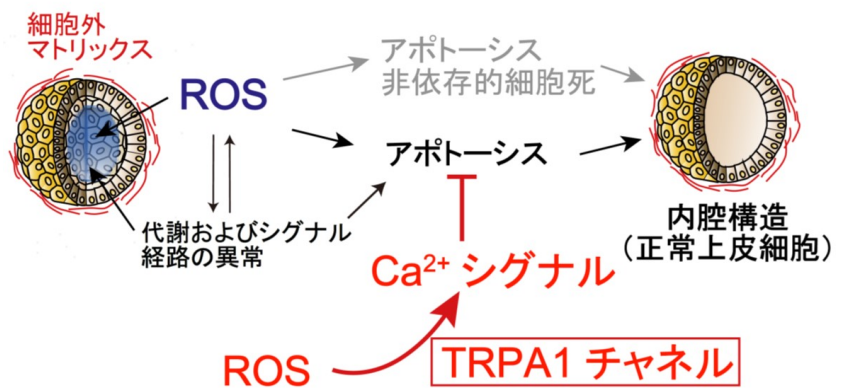 細胞外
マトリックス
ROS
アポトーシス
非依存的細胞死
アポトーシス
代謝およびシグナル
経路の異常
内腔構造
（正常上皮細胞）
Ca²⁺ シグナル
ROS
TRPA1 チャネル